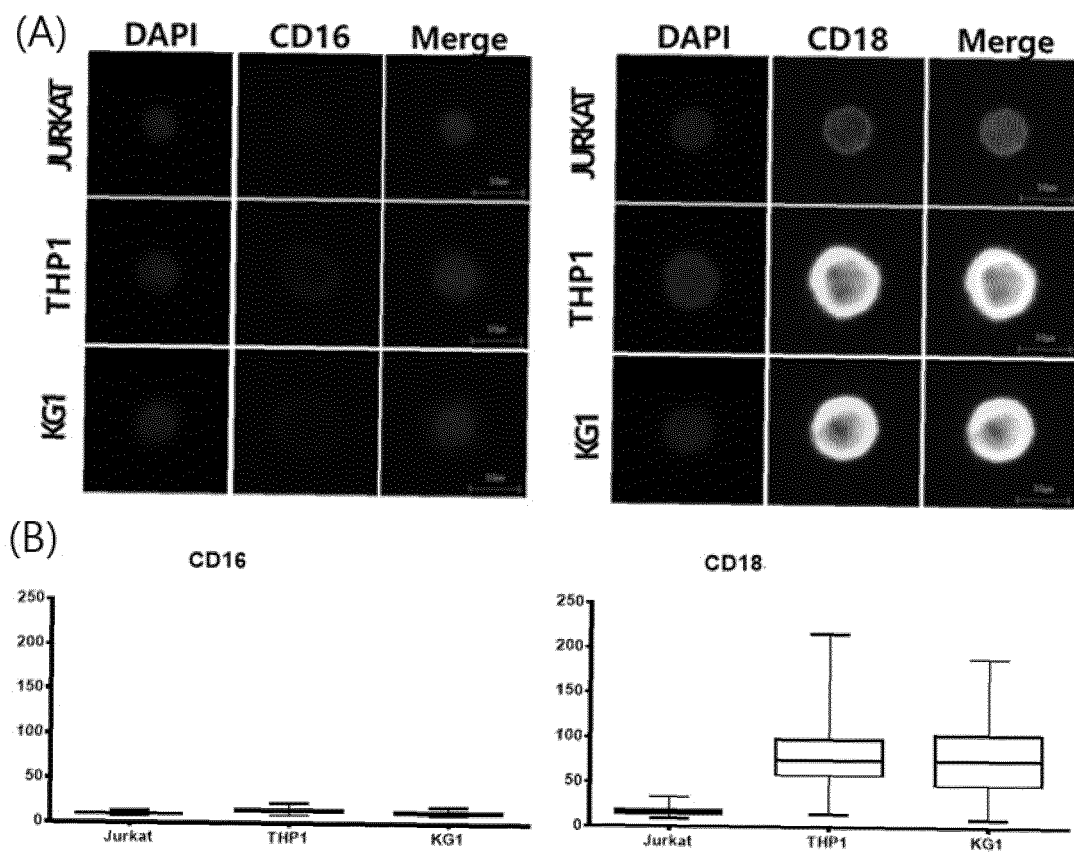 (A)
DAPI CD16 Merge
JURKAT
THP1
KG1
DAPI CD18 Merge
JURKAT
THP1
KG1
(B)
CD16
250
200
150
100
50
0
Jurkat THP1 KG1
CD18
250
200
150
100
50
0
Jurkat THP1 KG1